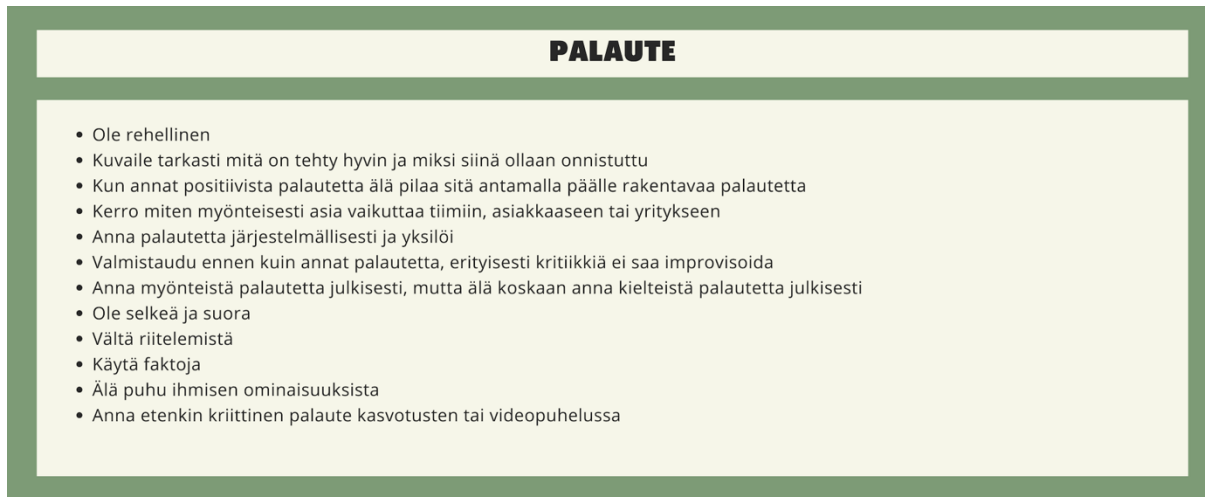 PALAUTE
• Ole rehellinen
• Kuvaile tarkasti mitä on tehty hyvin ja miksi siinä ollaan onnistuttu
• Kun annat positiivista palautetta älä pilaa sitä antamalla päälle rakentavaa palautetta
• Kerro miten myönteisesti asia vaikuttaa tiimiin, asiakkaaseen tai yritykseen
• Anna palautetta järjestelmällisesti ja yksilöi
• Valmistaudu ennen kuin annat palautetta, erityisesti kritiikkiä ei saa improvisoida
• Anna myönteistä palautetta julkisesti, mutta älä koskaan anna kielteistä palautetta julkisesti
• Ole selkeä ja suora
• Vältä riitelemistä
• Käytä faktoja
• Älä puhu ihmisen ominaisuuksista
• Anna etenkin kriittinen palaute kasvotusten tai videopuhelussa